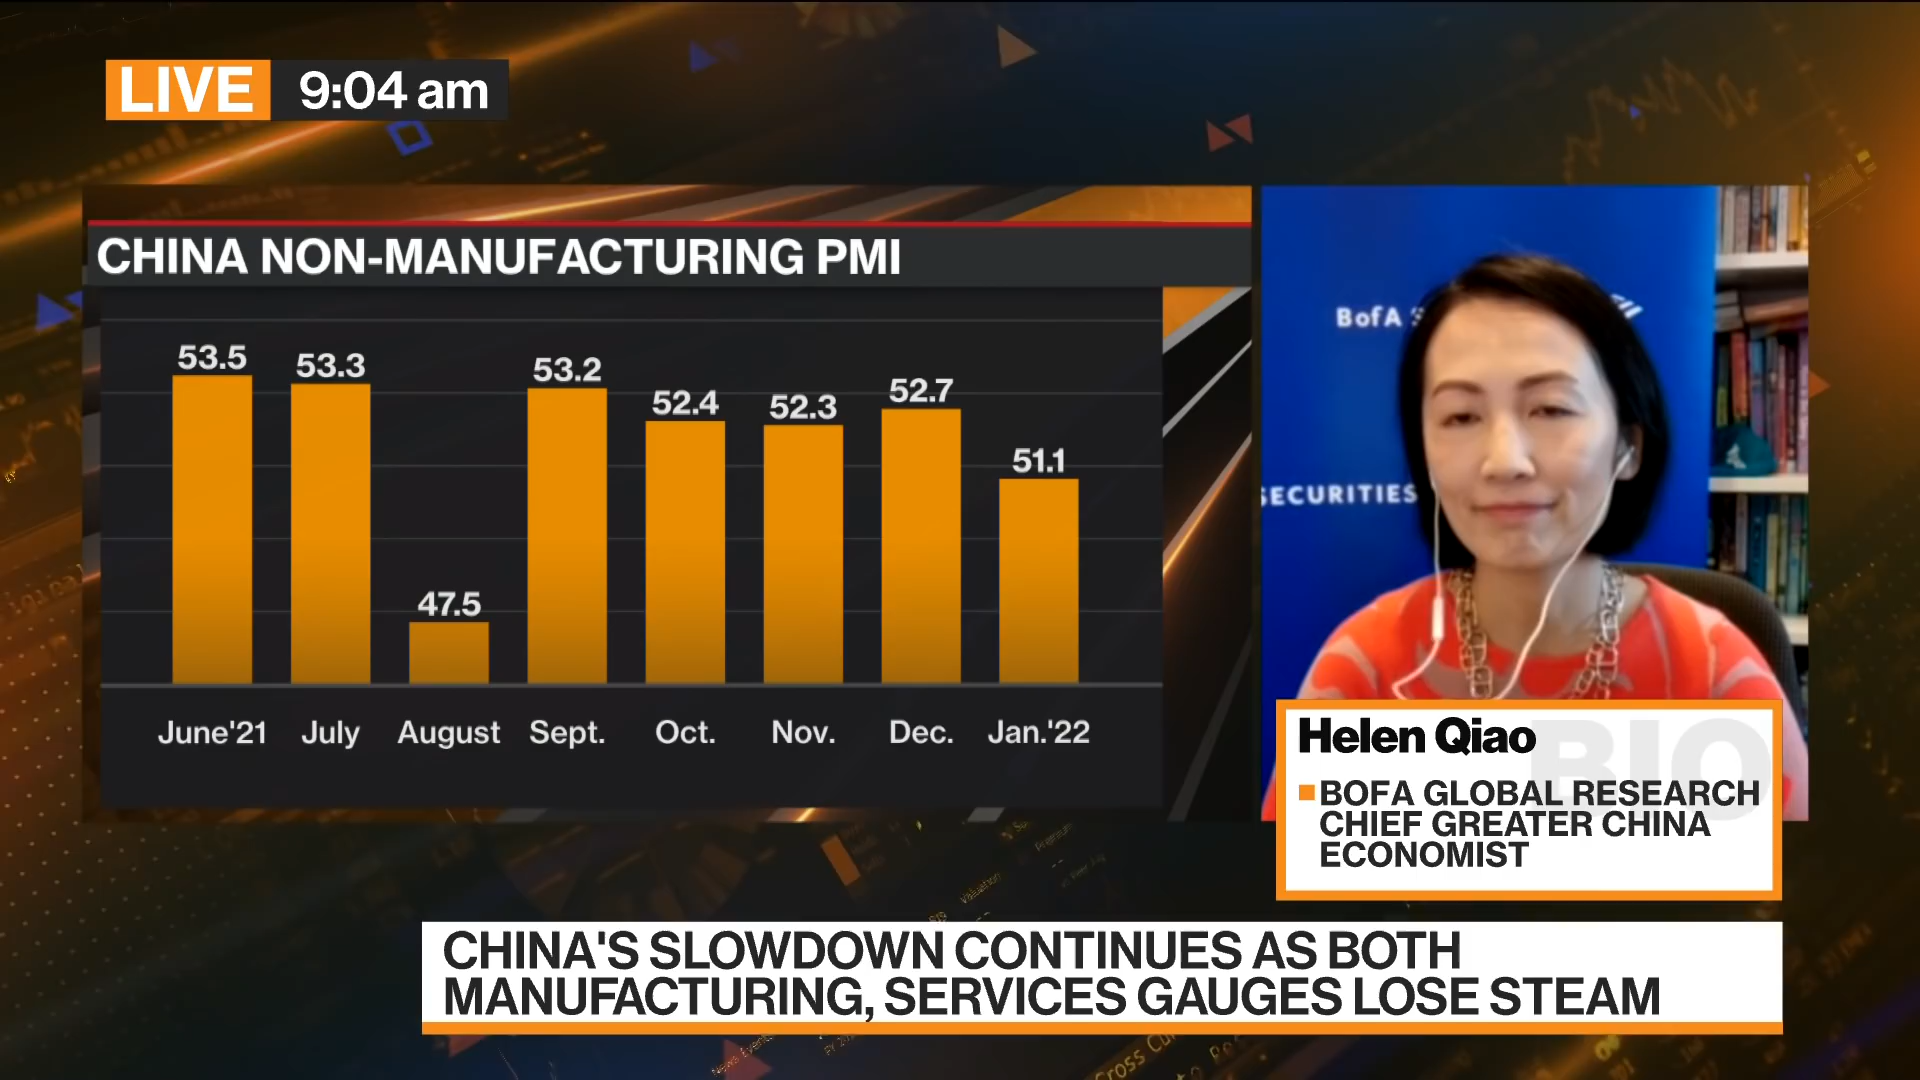 LIVE 9:04 am
CHINA NON-MANUFACTURING PMI
53.5 53.3 47.5 53.2 52.4 52.3 52.7 51.1
June'21 July August Sept. Oct. Nov. Dec. Jan.'22
BofA
SECURITIES
Helen Qiao
BIO
BOFA GLOBAL RESEARCH
CHIEF GREATER CHINA
ECONOMIST
CHINA'S SLOWDOWN CONTINUES AS BOTH
MANUFACTURING, SERVICES GAUGES LOSE STEAM